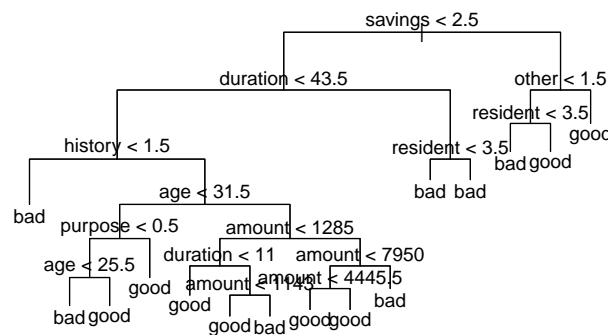 savings < 2.5
duration < 43.5
other < 1.5
resident < 3.5
good
history < 1.5
resident < 3.5
bad
good
bad
bad
bad
age < 31.5
purpose < 0.5
amount < 1285
duration < 11
amount < 7950
age < 25.5
good
good
amount < 1143
amount < 4445.5
bad
bad
good
good
bad
good
good